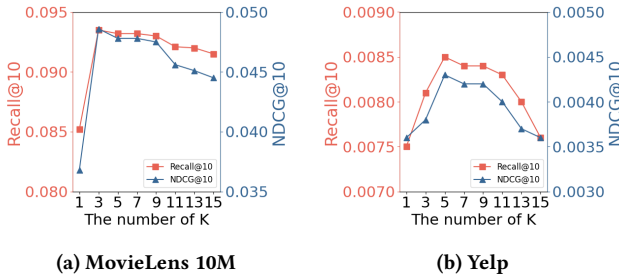 0.095
0.090
0.085
0.080
Recall@10
0.050
0.045
0.040
0.035
NDCG@10
Recall@10
NDCG@10
1 3 5 7 9 11 13 15
The number of K
(a) MovieLens 10M
0.0090
0.0085
0.0080
0.0075
0.0070
Recall@10
0.0050
0.0045
0.0040
0.0035
0.0030
NDCG@10
Recall@10
NDCG@10
1 3 5 7 9 11 13 15
The number of K
(b) Yelp